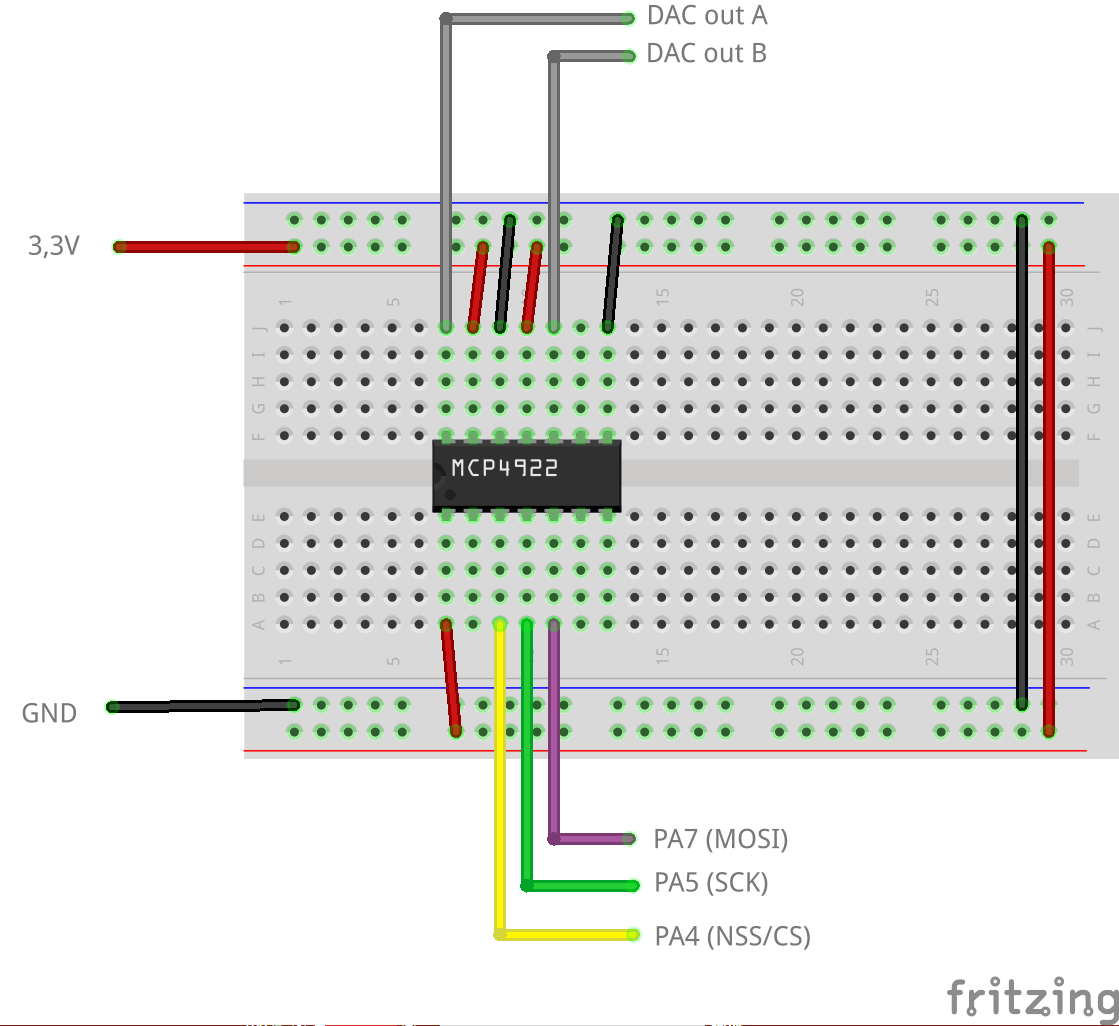 DAC out A
DAC out B
3,3V
1 5 10 15 20 25 30
J J
I I
H H
G G
F F
MCP4922
E E
D D
C C
B B
A A
1 5 15 20 25 30
GND
PA7 (MOSI)
PA5 (SCK)
PA4 (NSS/CS)
fritzing